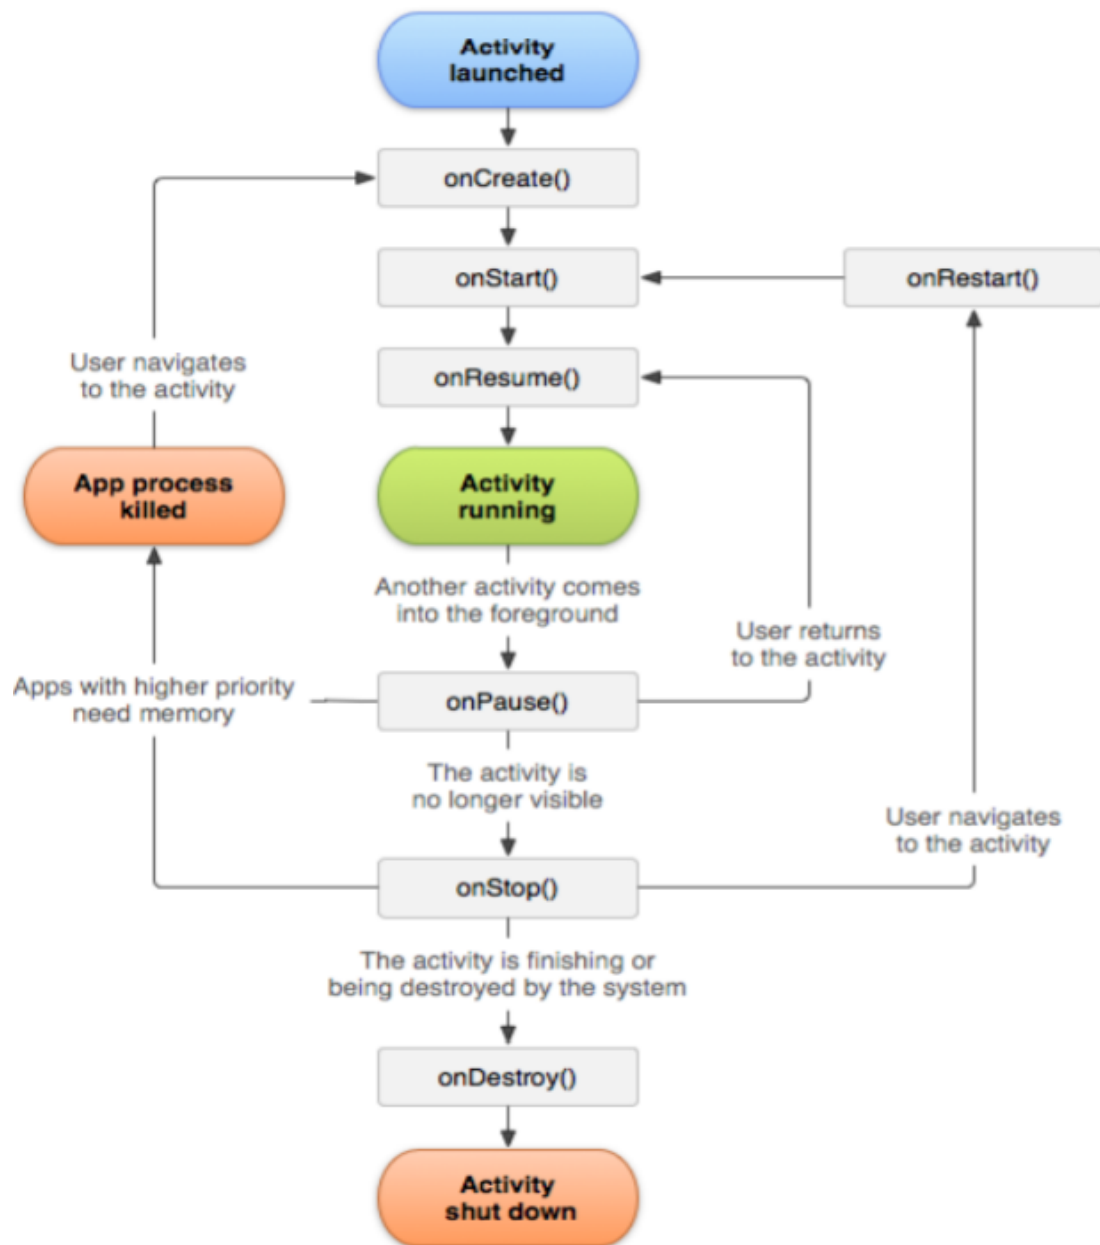 Activity
launched
onCreate()
onStart()
onRestart()
onResume()
User navigates
to the activity
App process
killed
Activity
running
Another activity comes
into the foreground
User returns
to the activity
Apps with higher priority
need memory
onPause()
The activity is
no longer visible
User navigates
to the activity
onStop()
The activity is finishing or
being destroyed by the system
onDestroy()
Activity
shut down